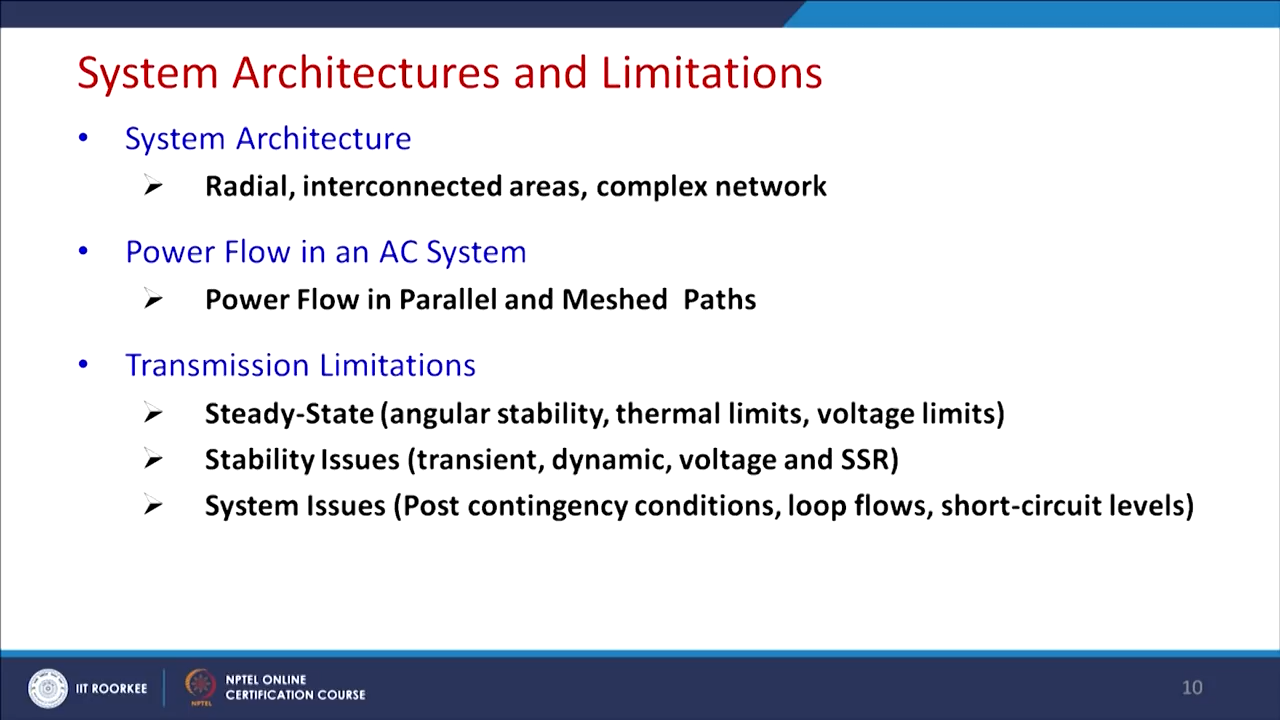 System Architectures and Limitations
• System Architecture
➢ Radial, interconnected areas, complex network
• Power Flow in an AC System
➢ Power Flow in Parallel and Meshed Paths
• Transmission Limitations
➢ Steady-State (angular stability, thermal limits, voltage limits)
➢ Stability Issues (transient, dynamic, voltage and SSR)
➢ System Issues (Post contingency conditions, loop flows, short-circuit levels)
IIT ROORKEE
NPTEL
NPTEL ONLINE
CERTIFICATION COURSE
10